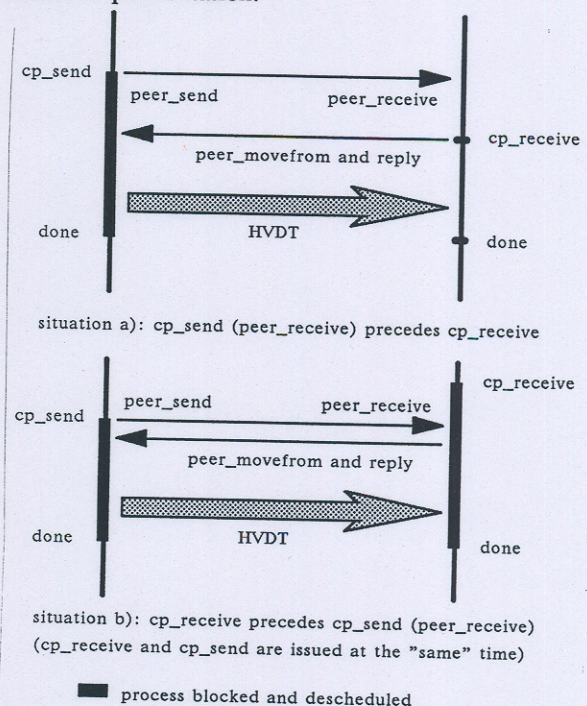 cp_send
peer_send peer_receive
cp_receive
peer_movefrom and reply
HVDT
done done
situation a): cp_send (peer_receive) precedes cp_receive
cp_receive
peer_send peer_receive
cp_send
peer_movefrom and reply
HVDT
done done
situation b): cp_receive precedes cp_send (peer_receive)
(cp_receive and cp_send are issued at the ”same” time)
process blocked and descheduled